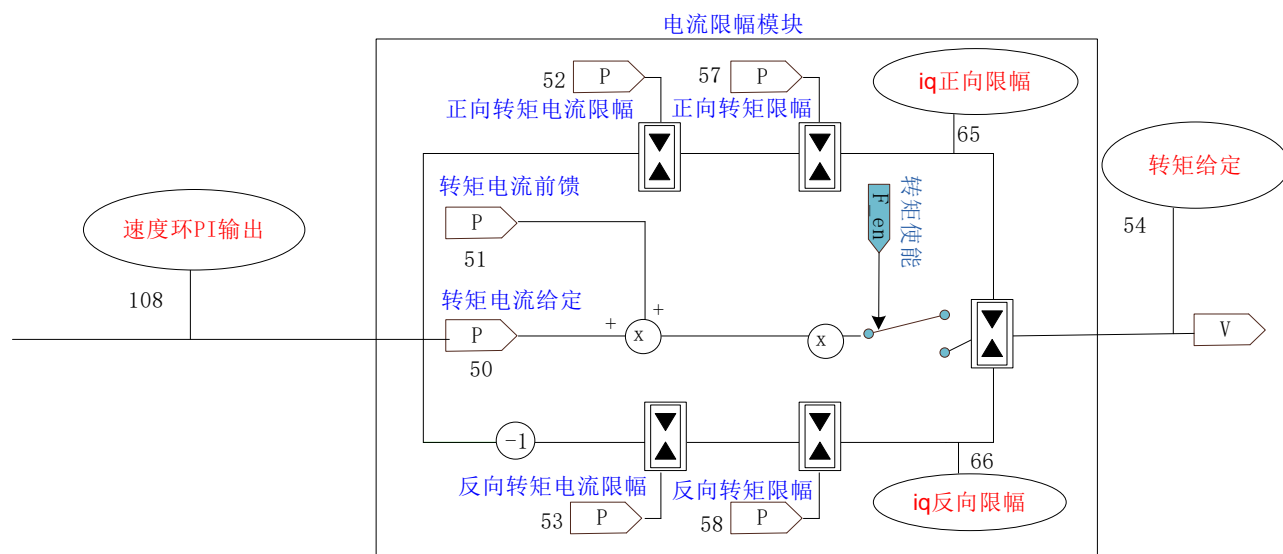 电流限幅模块
52
P
57
P
iq正向限幅
正向转矩电流限幅
正向转矩限幅
65
转矩给定
转矩电流前馈
P
51
F_en
转矩使能
速度环PI输出
54
108
转矩电流给定
+
+
P
x
x
V
50
-1
66
反向转矩电流限幅
反向转矩限幅
iq反向限幅
53
P
58
P